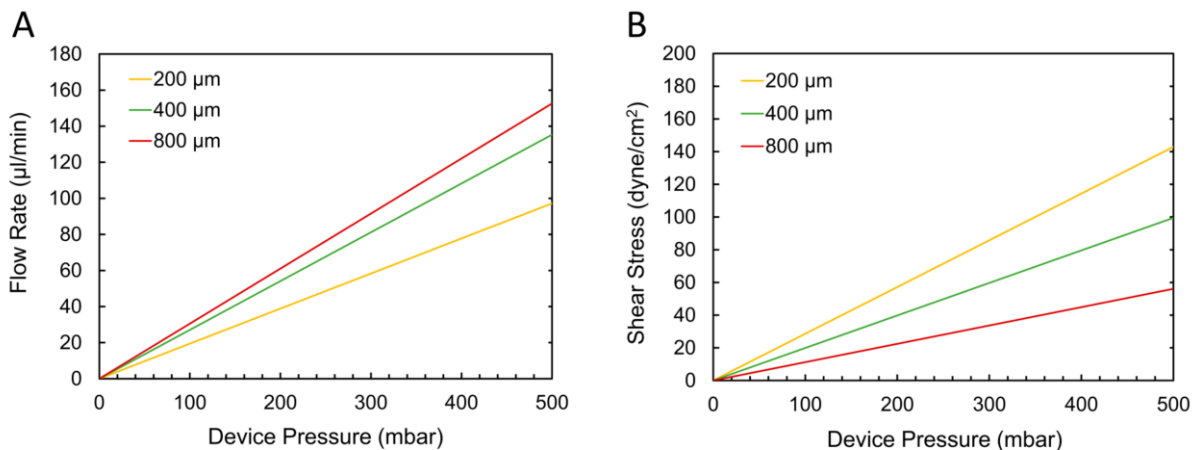 A
Flow Rate (µl/min)
180
160
140
120
100
80
60
40
20
0
200 µm
400 µm
800 µm
0 100 200 300 400 500
Device Pressure (mbar)
B
Shear Stress (dyne/cm²)
200
180
160
140
120
100
80
60
40
20
0
200 µm
400 µm
800 µm
0 100 200 300 400 500
Device Pressure (mbar)